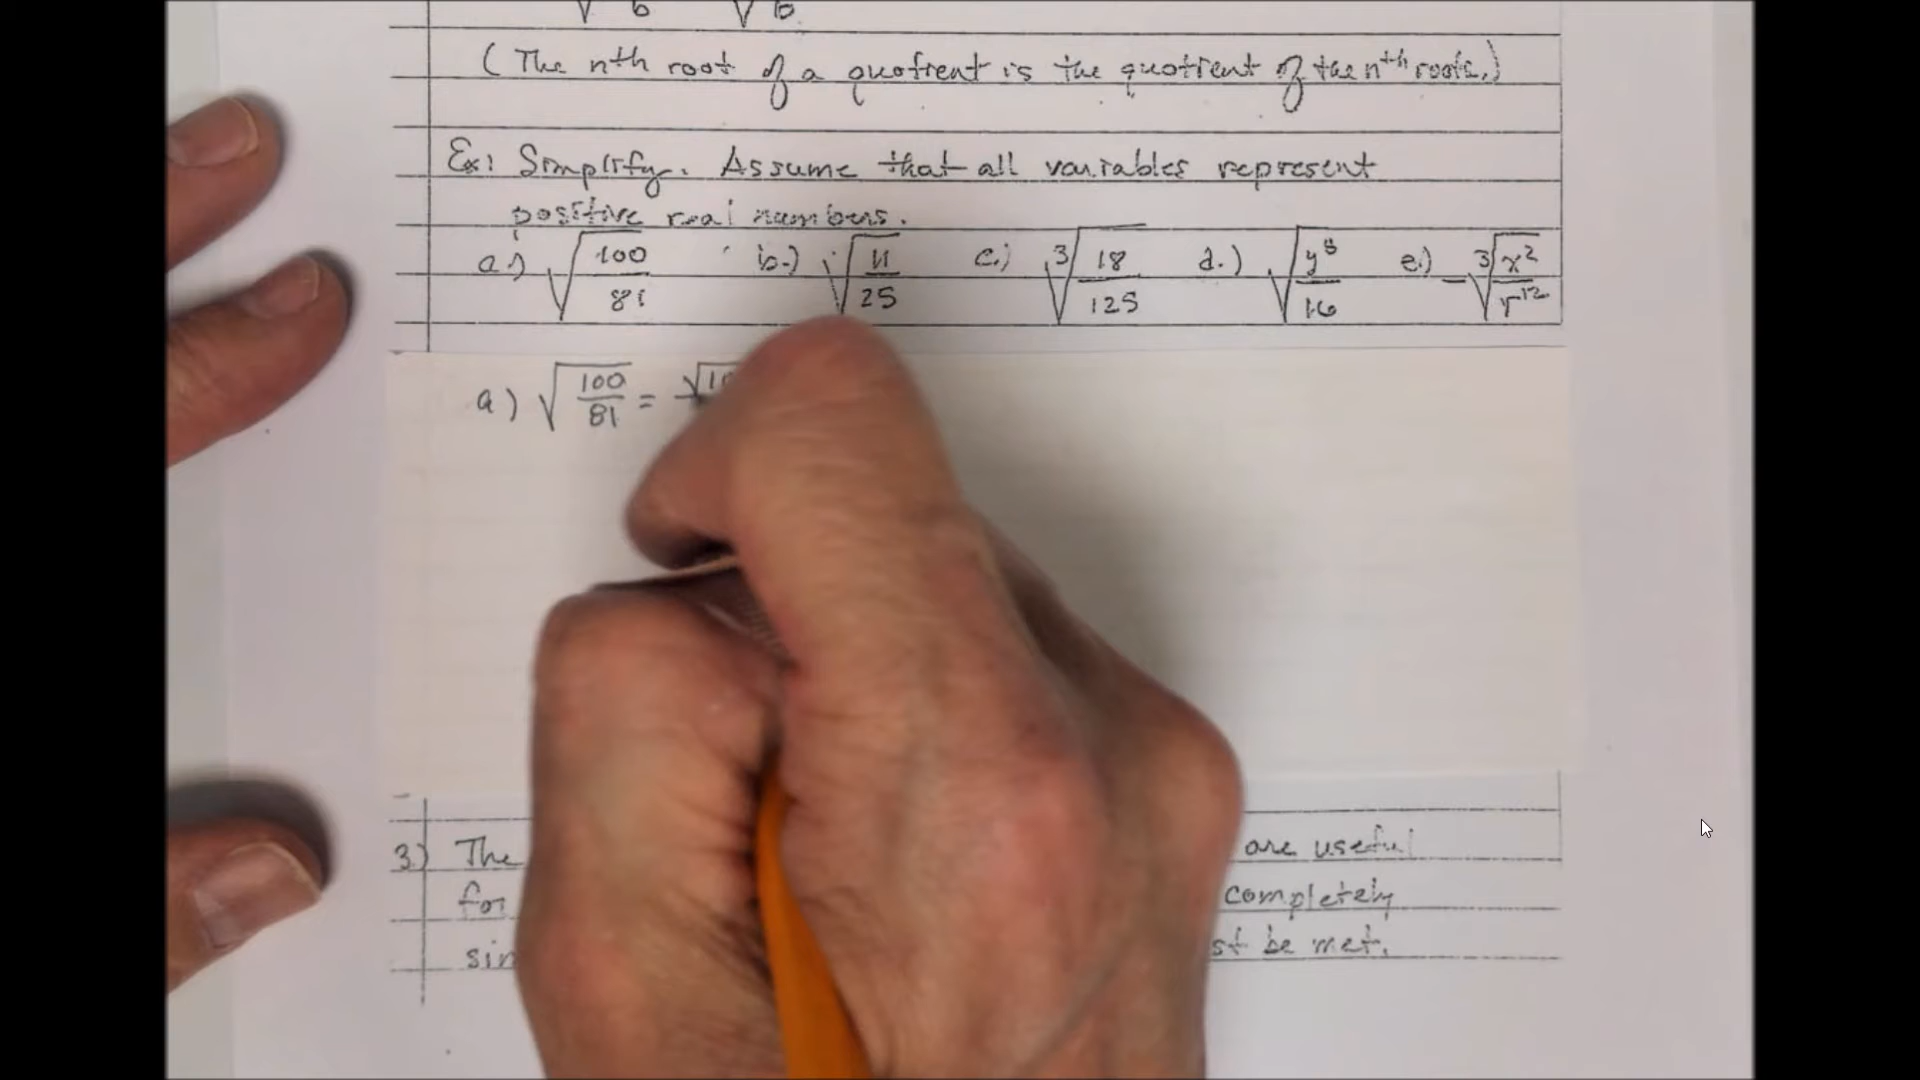 √ b √ b
(The nth root of a quotient is the quotient of the nth roots.)
Ex: Simplify. Assume that all variables represent
positive real numbers.
a.) √(100/81) b.) √(11/25) c.) ∛(18/125) d.) √(y⁸/16) e.) -∛(x²/r¹²)
a) √(100/81) = √10
3.) The are useful
for completely
be met.